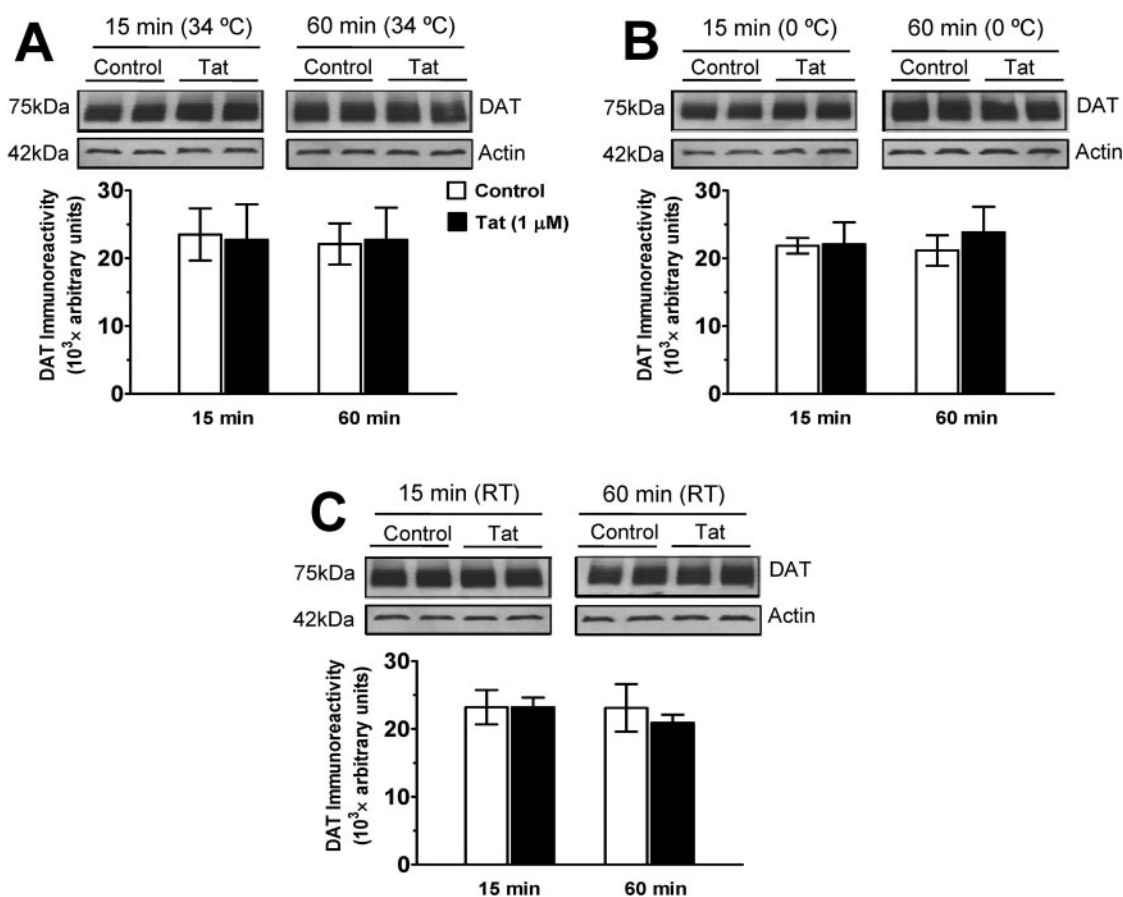 A
15 min (34 ºC)
60 min (34 ºC)
Control
Tat
Control
Tat
75kDa
DAT
42kDa
Actin
DAT Immunoreactivity
(10³× arbitrary units)
30
20
10
0
Control
Tat (1 µM)
15 min
60 min
B
15 min (0 ºC)
60 min (0 ºC)
Control
Tat
Control
Tat
75kDa
DAT
42kDa
Actin
DAT Immunoreactivity
(10³× arbitrary units)
30
20
10
0
15 min
60 min
C
15 min (RT)
60 min (RT)
Control
Tat
Control
Tat
75kDa
DAT
42kDa
Actin
DAT Immunoreactivity
(10³× arbitrary units)
30
20
10
0
15 min
60 min